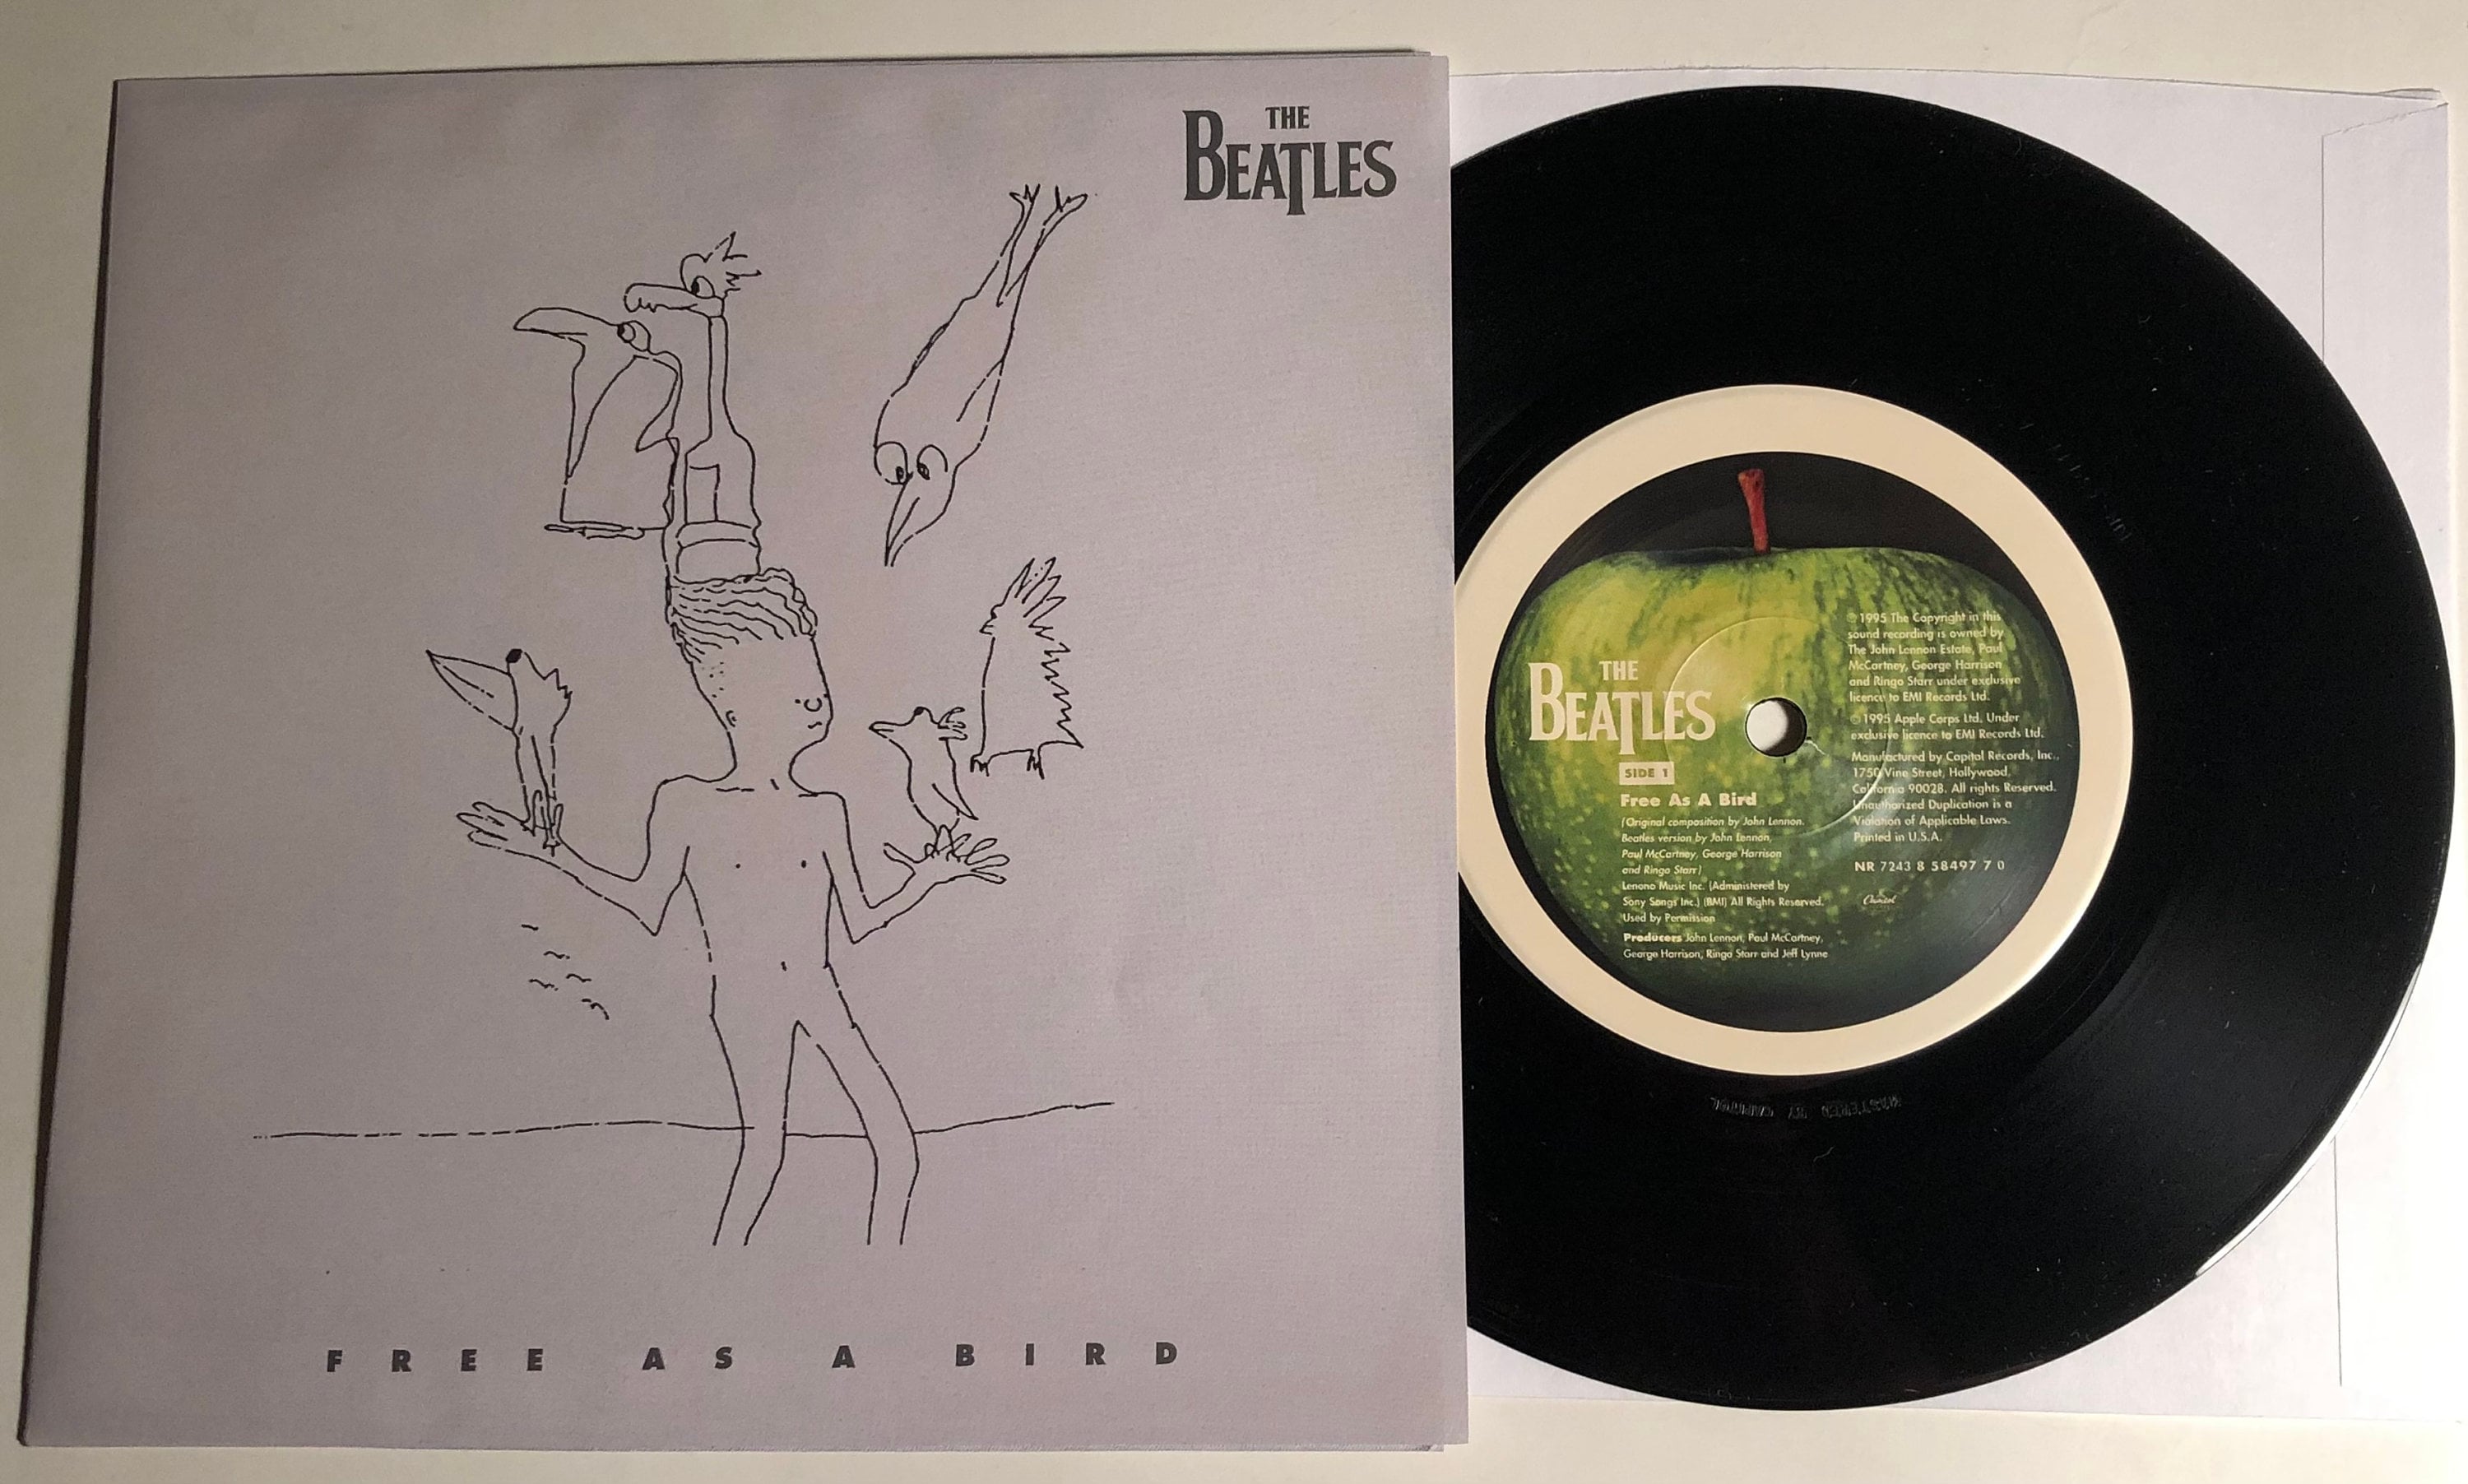 THE
BEATLES
FREE AS A BIRD
THE
BEATLES
SIDE 1
Free As A Bird
(Original composition by John Lennon.
Beatles version by John Lennon,
Paul McCartney, George Harrison
and Ringo Starr)
Lenono Music Inc. (Administered by
Sony Songs Inc.) (BMI) All Rights Reserved.
Used by Permission
Producers John Lennon, Paul McCartney,
George Harrison, Ringo Starr and Jeff Lynne
℗ 1995 The Copyright in this
sound recording is owned by
The John Lennon Estate, Paul
McCartney, George Harrison
and Ringo Starr under exclusive
licence to EMI Records Ltd.
© 1995 Apple Corps Ltd. Under
exclusive licence to EMI Records Ltd.
Manufactured by Capitol Records, Inc.,
1750 Vine Street, Hollywood,
California 90028. All rights Reserved.
Unauthorized Duplication is a
Violation of Applicable Laws.
Printed in U.S.A.
NR 7243 8 58497 7 0
Capitol
MASTERED BY CAPITOL